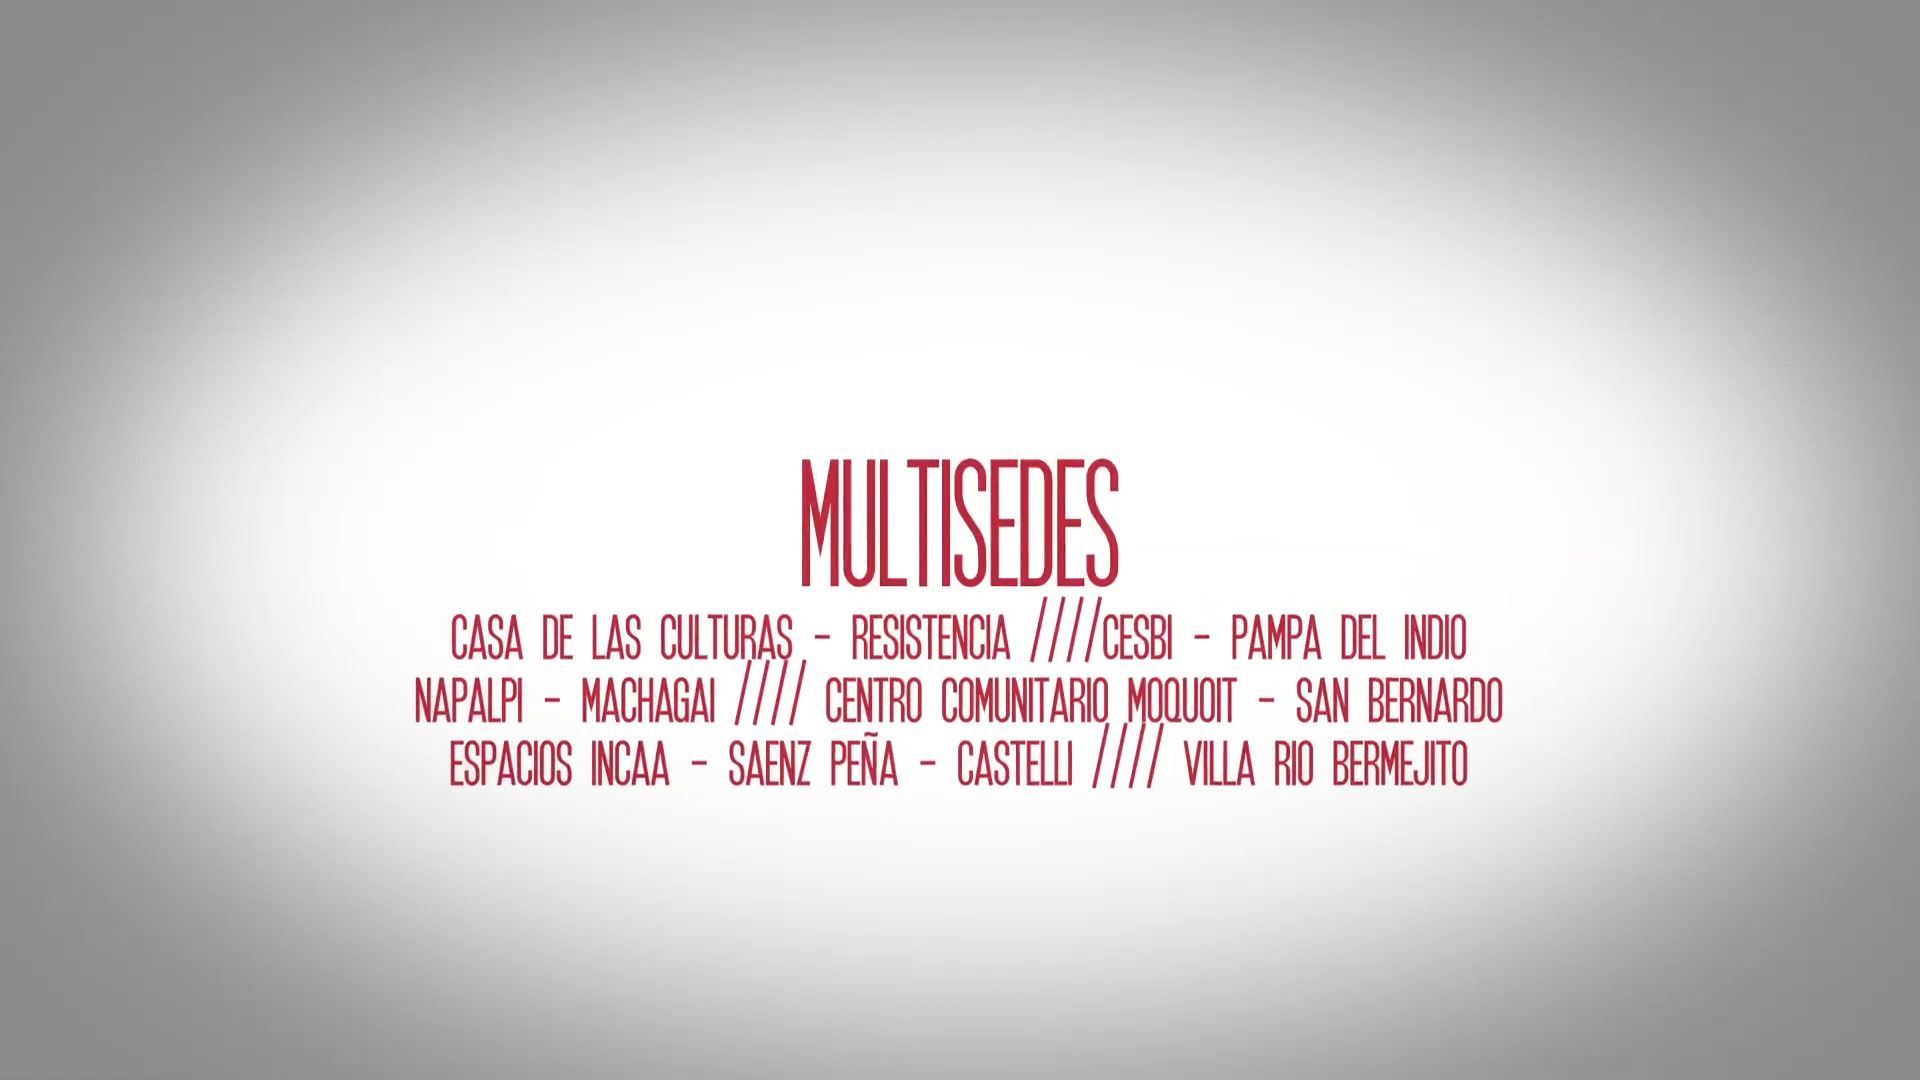 MULTISEDES
CASA DE LAS CULTURAS - RESISTENCIA ////CESBI - PAMPA DEL INDIO
NAPALPI - MACHAGAI //// CENTRO COMUNITARIO MOQUOIT - SAN BERNARDO
ESPACIOS INCAA - SAENZ PEÑA - CASTELLI //// VILLA RIO BERMEJITO